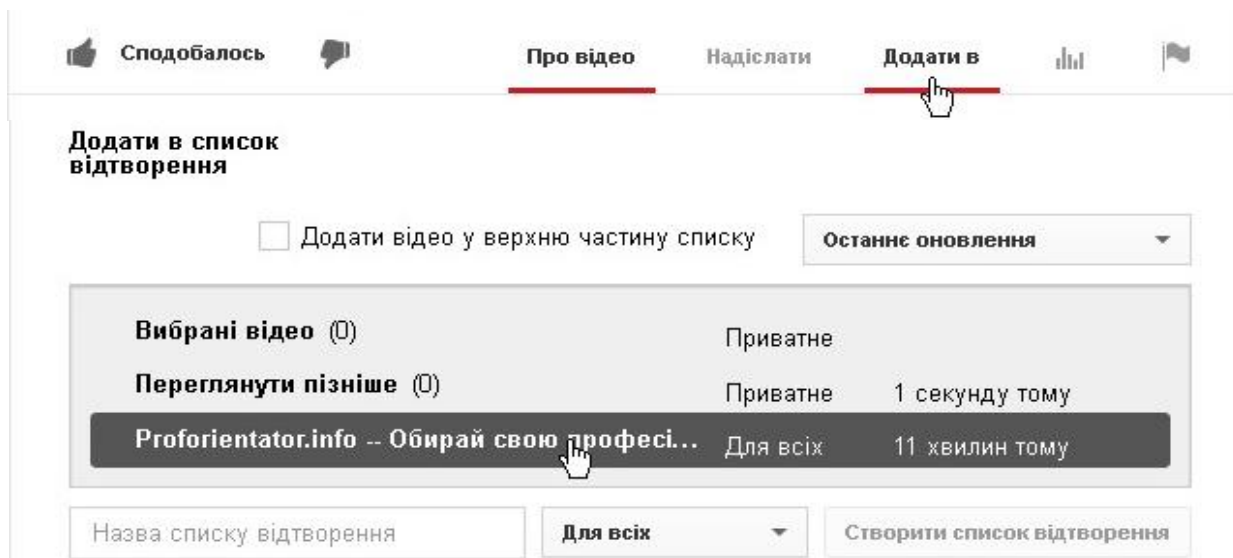 Сподобалось Про відео Надіслати Додати в
Додати в список
відтворення
Додати відео у верхню частину списку Останнє оновлення
Вибрані відео (0) Приватне
Переглянути пізніше (0) Приватне 1 секунду тому
Proforientator.info -- Обирай свою професі... Для всіх 11 хвилин тому
Назва списку відтворення Для всіх Створити список відтворення